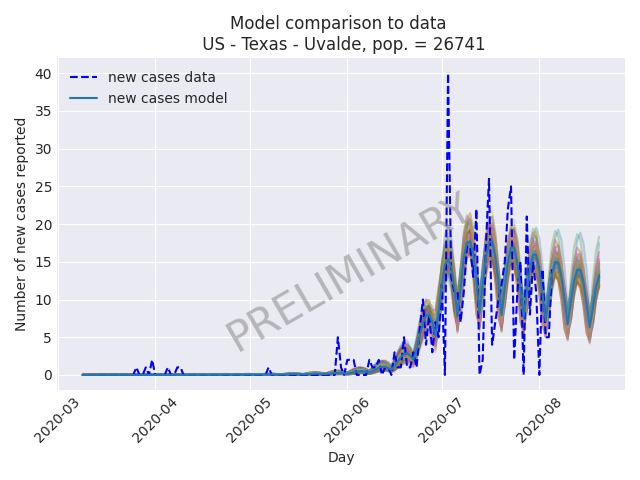 Model comparison to data
US - Texas - Uvalde, pop. = 26741
new cases data
new cases model
PRELIMINARY
Number of new cases reported
40
35
30
25
20
15
10
5
0
2020-03
2020-04
2020-05
2020-06
2020-07
2020-08
Day